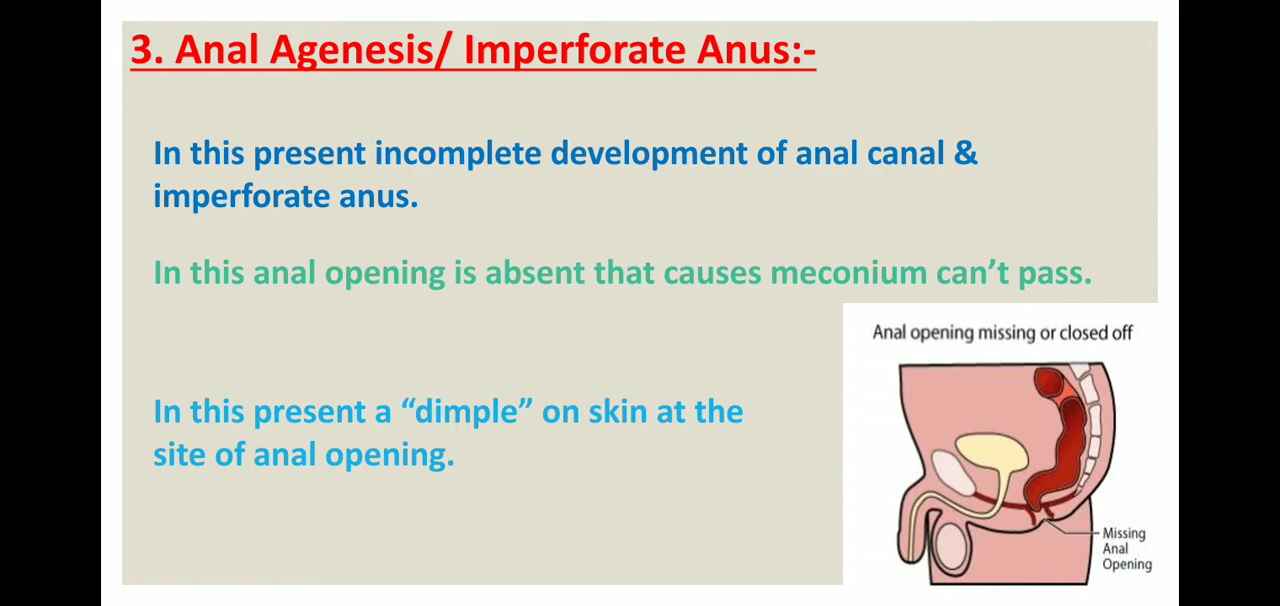 3. Anal Agenesis/ Imperforate Anus:-
In this present incomplete development of anal canal &
imperforate anus.
In this anal opening is absent that causes meconium can’t pass.
Anal opening missing or closed off
In this present a “dimple” on skin at the
site of anal opening.
Missing
Anal
Opening